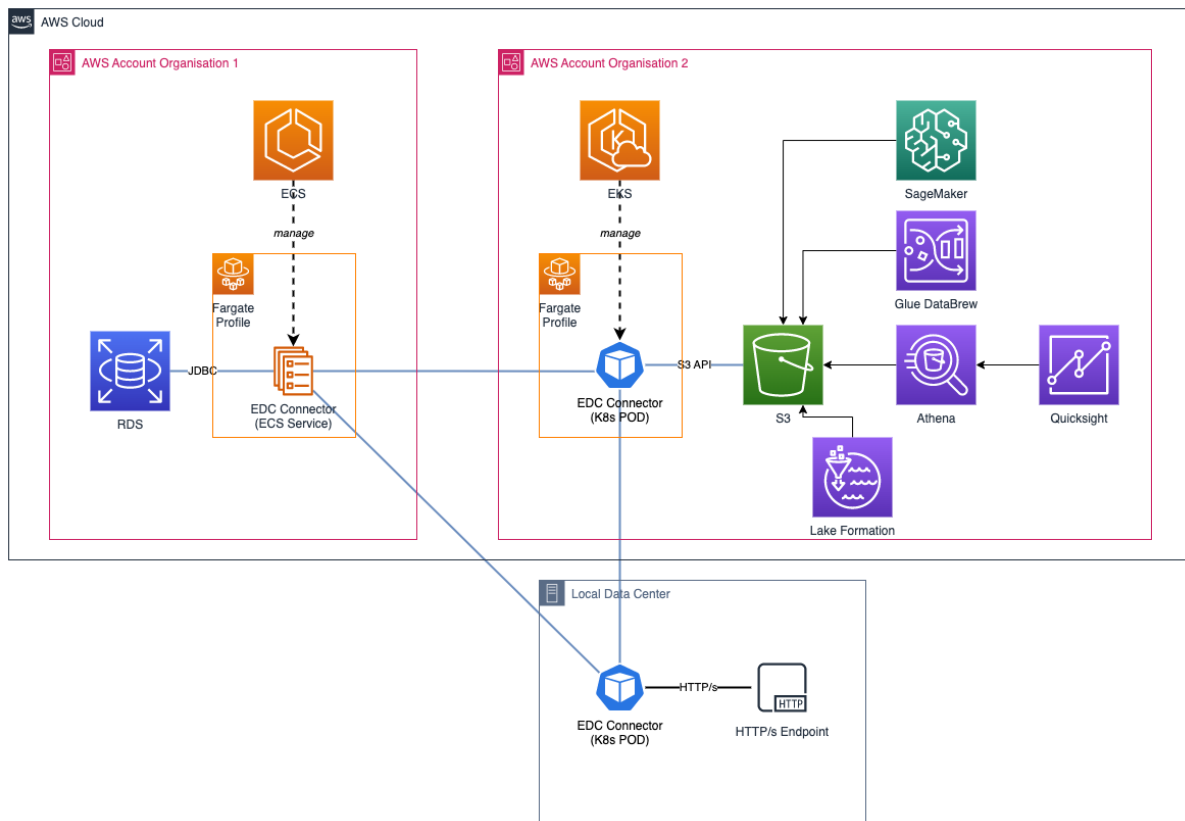 aws
AWS Cloud
AWS Account Organisation 1
AWS Account Organisation 2
ECS
EKS
SageMaker
manage
manage
Fargate
Profile
Fargate
Profile
Glue DataBrew
K
JDBC
S3 API
RDS
EDC Connector
(ECS Service)
EDC Connector
(K8s POD)
S3
Athena
Quicksight
Lake Formation
Local Data Center
HTTP/s
HTTP
EDC Connector
(K8s POD)
HTTP/s Endpoint